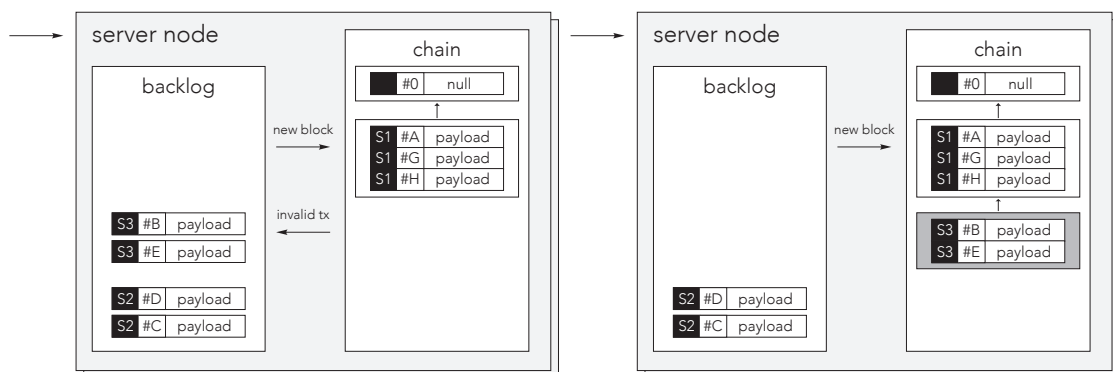 server node
backlog
S3 #B payload
S3 #E payload
S2 #D payload
S2 #C payload
new block
invalid tx
chain
#0 null
S1 #A payload
S1 #G payload
S1 #H payload
server node
backlog
S2 #D payload
S2 #C payload
new block
chain
#0 null
S1 #A payload
S1 #G payload
S1 #H payload
S3 #B payload
S3 #E payload